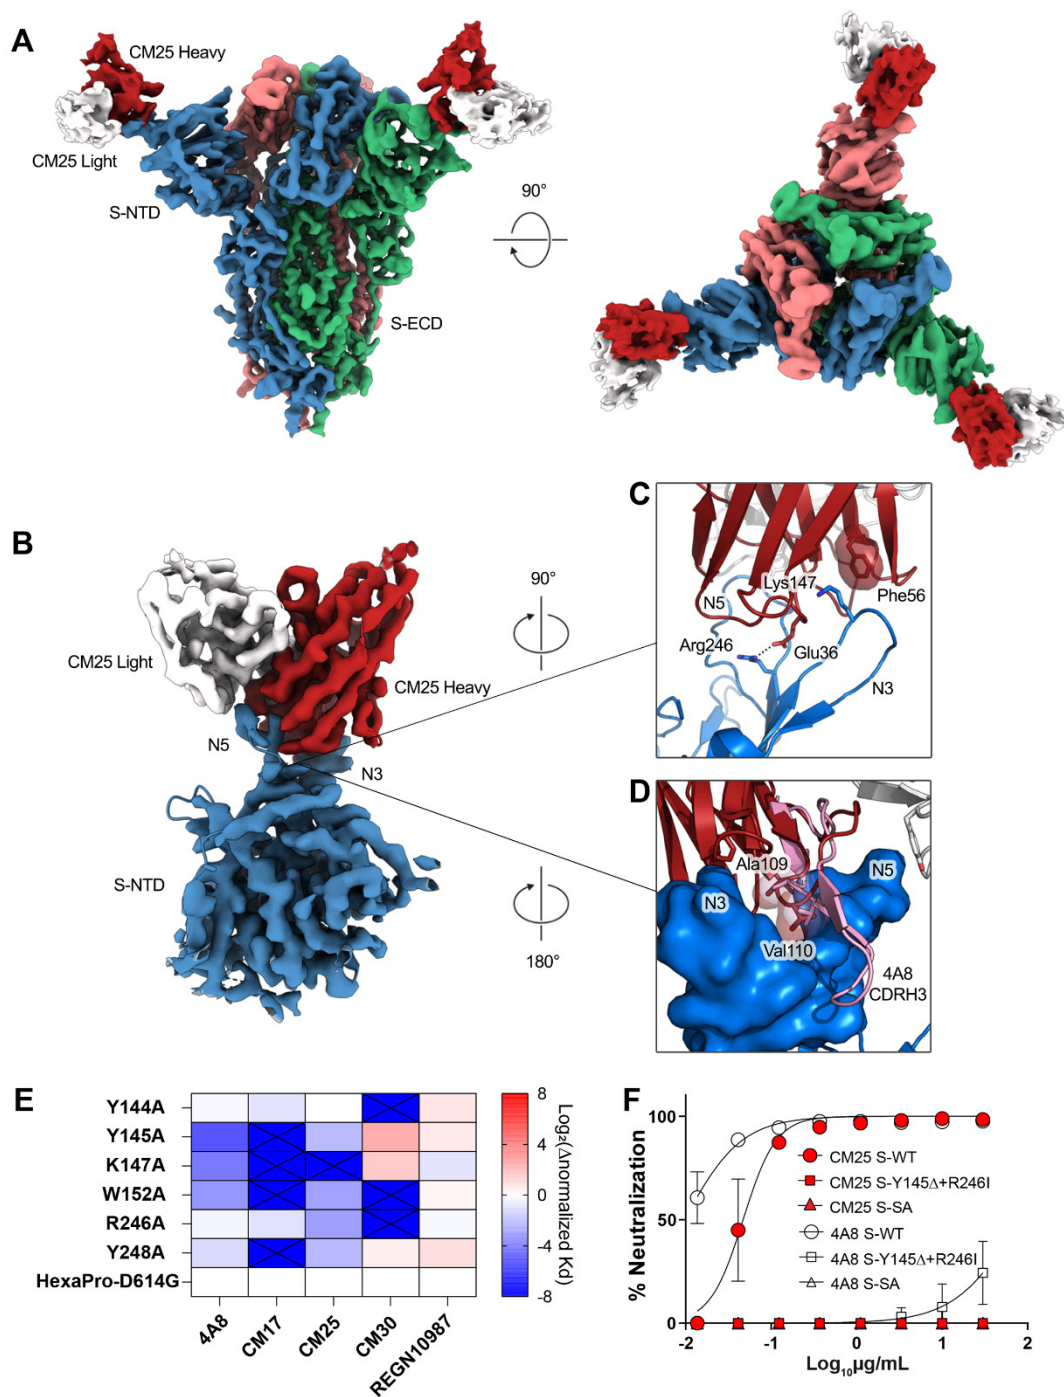 A
CM25 Heavy
CM25 Light
S-NTD
S-ECD
90°
B
CM25 Light
CM25 Heavy
N5
N3
S-NTD
90°
180°
C
Lys147
N5
Phe56
Arg246
Glu36
N3
D
Ala109
N5
N3
Val110
4A8
CDRH3
E
Y144A
Y145A
K147A
W152A
R246A
Y248A
HexaPro-D614G
4A8
CM17
CM25
CM30
REGN10987
8
4
0
-4
-8
Log₂(Δnormalized Kd)
F
% Neutralization
100
50
0
CM25 S-WT
CM25 S-Y145Δ+R246I
CM25 S-SA
4A8 S-WT
4A8 S-Y145Δ+R246I
4A8 S-SA
-2
-1
0
1
2
Log₁₀µg/mL